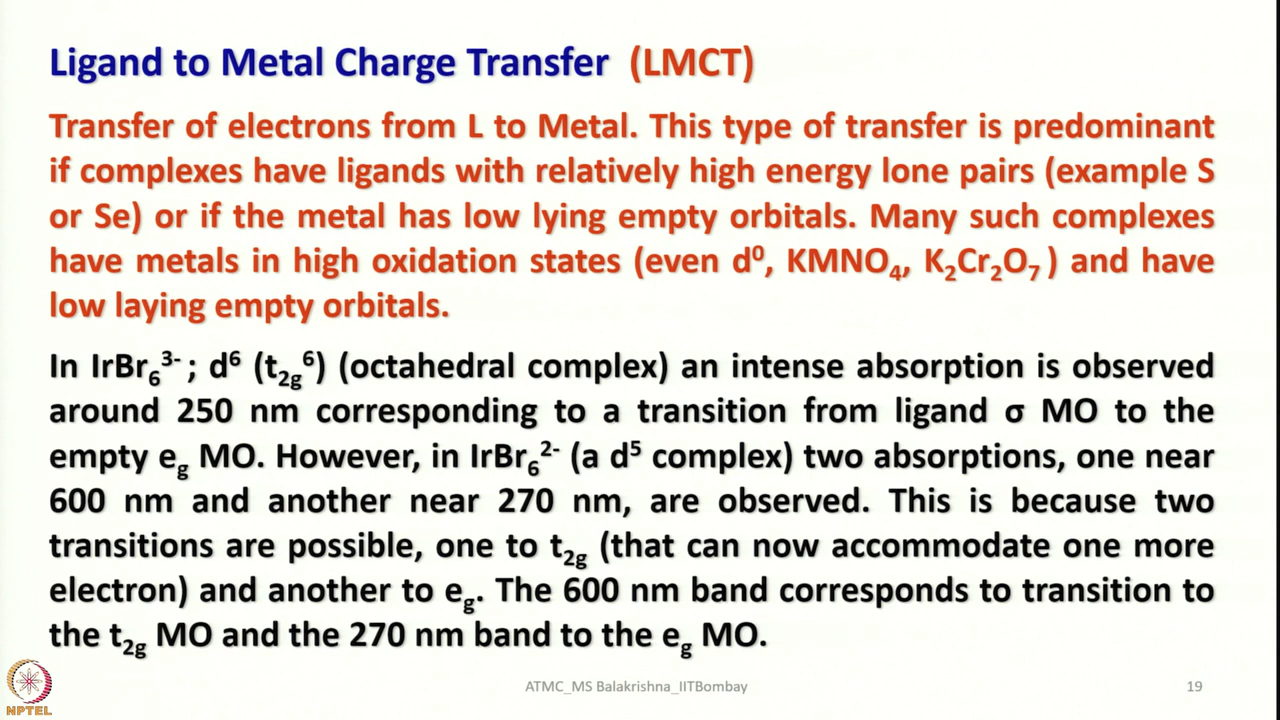 Ligand to Metal Charge Transfer (LMCT)
Transfer of electrons from L to Metal. This type of transfer is predominant
if complexes have ligands with relatively high energy lone pairs (example S
or Se) or if the metal has low lying empty orbitals. Many such complexes
have metals in high oxidation states (even d⁰, KMNO₄, K₂Cr₂O₇ ) and have
low laying empty orbitals.
In IrBr₆³⁻ ; d⁶ (t₂g⁶) (octahedral complex) an intense absorption is observed
around 250 nm corresponding to a transition from ligand σ MO to the
empty eg MO. However, in IrBr₆²⁻ (a d⁵ complex) two absorptions, one near
600 nm and another near 270 nm, are observed. This is because two
transitions are possible, one to t₂g (that can now accommodate one more
electron) and another to eg. The 600 nm band corresponds to transition to
the t₂g MO and the 270 nm band to the eg MO.
NPTEL
ATMC_MS Balakrishna_IITBombay
19